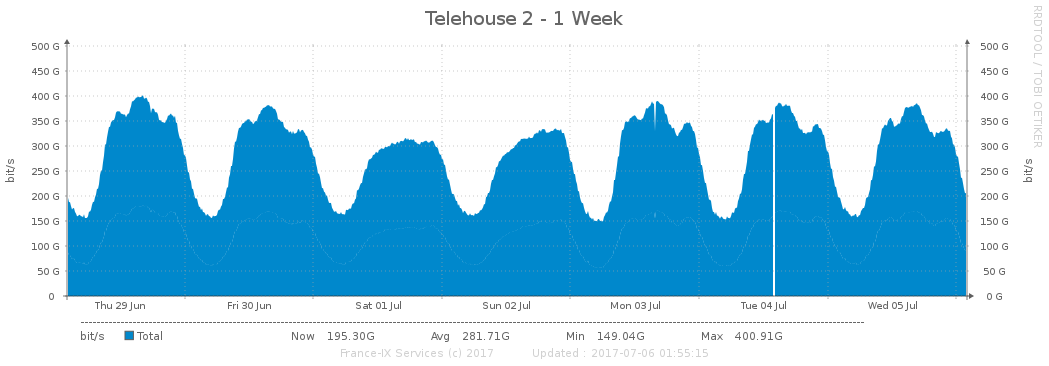 Telehouse 2 - 1 Week
RRDTOOL / TOBI OETIKER
bit/s
500 G
450 G
400 G
350 G
300 G
250 G
200 G
150 G
100 G
50 G
0
500 G
450 G
400 G
350 G
300 G
250 G
200 G
150 G
100 G
50 G
0 G
bit/s
Thu 29 Jun Fri 30 Jun Sat 01 Jul Sun 02 Jul Mon 03 Jul Tue 04 Jul Wed 05 Jul
bit/s Total Now 195.30G Avg 281.71G Min 149.04G Max 400.91G
France-IX Services (c) 2017 Updated : 2017-07-06 01:55:15